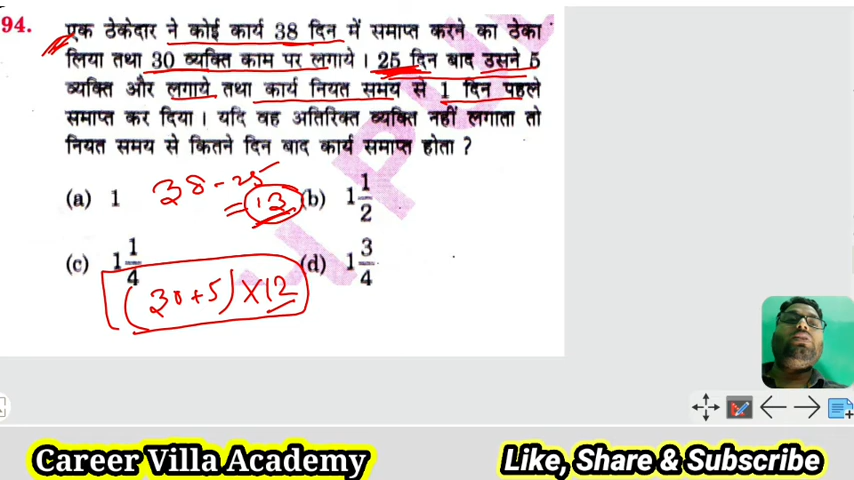 94. एक ठेकेदार ने कोई कार्य 38 दिन में समाप्त करने का ठेका
लिया तथा 30 व्यक्ति काम पर लगाये। 25 दिन बाद उसने 5
व्यक्ति और लगाये तथा कार्य नियत समय से 1 दिन पहले
समाप्त कर दिया। यदि वह अतिरिक्त व्यक्ति नहीं लगाता तो
नियत समय से कितने दिन बाद कार्य समाप्त होता ?
(a) 1 38-25 (b) 1 1/2
= 13
(c) 1 1/4 (d) 1 3/4
(30+5)×12
Career Villa Academy Like, Share & Subscribe